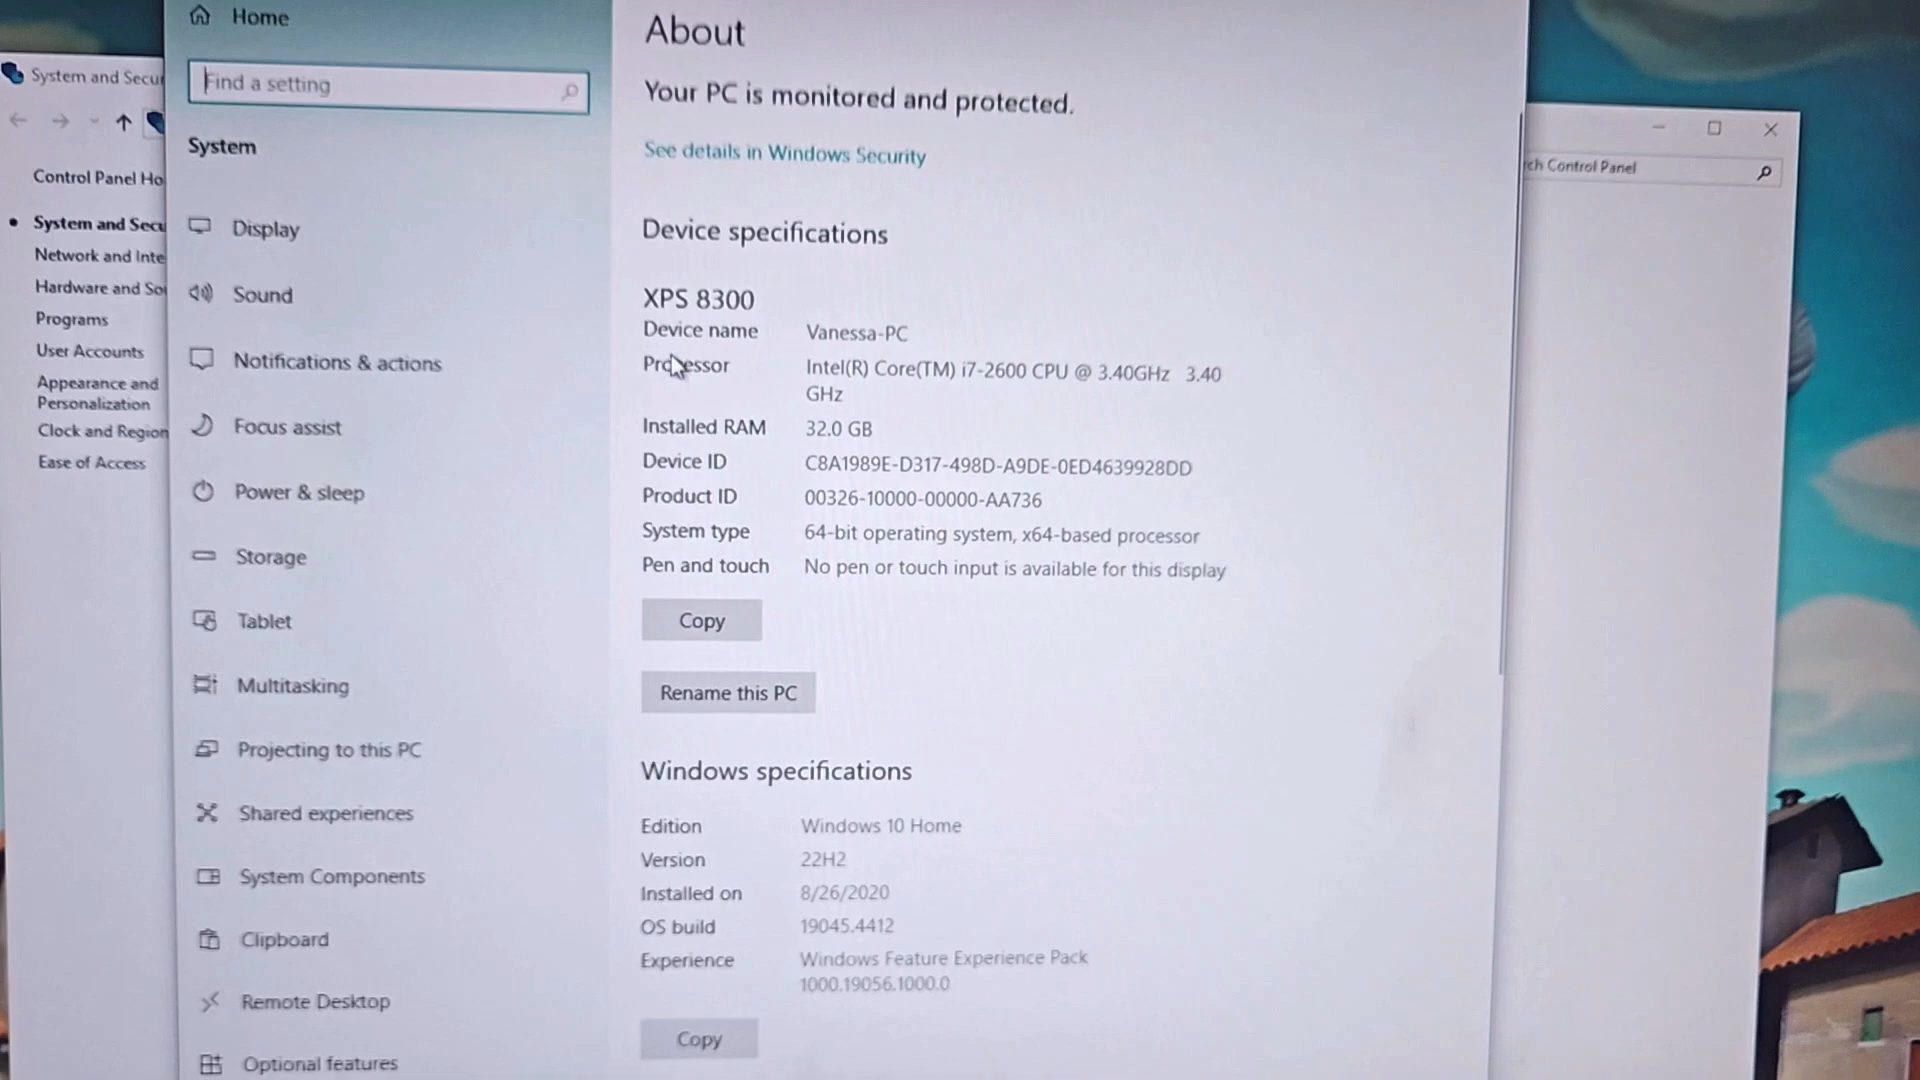 System and Secur
Control Panel Ho
System and Secu
Network and Inte
Hardware and Sou
Programs
User Accounts
Appearance and
Personalization
Clock and Region
Ease of Access
Home
Find a setting
System
Display
Sound
Notifications & actions
Focus assist
Power & sleep
Storage
Tablet
Multitasking
Projecting to this PC
Shared experiences
System Components
Clipboard
Remote Desktop
Optional features
About
Your PC is monitored and protected.
See details in Windows Security
Device specifications
XPS 8300
Device name Vanessa-PC
Processor Intel(R) Core(TM) i7-2600 CPU @ 3.40GHz 3.40
GHz
Installed RAM 32.0 GB
Device ID C8A1989E-D317-498D-A9DE-0ED4639928DD
Product ID 00326-10000-00000-AA736
System type 64-bit operating system, x64-based processor
Pen and touch No pen or touch input is available for this display
Copy
Rename this PC
Windows specifications
Edition Windows 10 Home
Version 22H2
Installed on 8/26/2020
OS build 19045.4412
Experience Windows Feature Experience Pack
1000.19056.1000.0
Copy
rch Control Panel